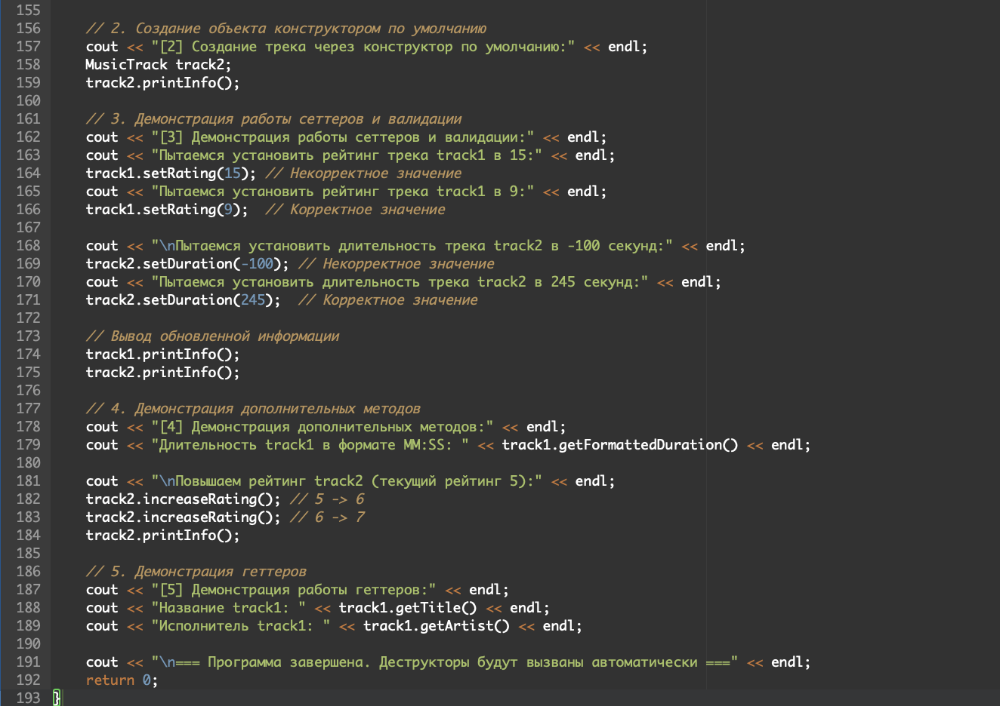 155
156     // 2. Создание объекта конструктором по умолчанию
157     cout << "[2] Создание трека через конструктор по умолчанию:" << endl;
158     MusicTrack track2;
159     track2.printInfo();
160
161     // 3. Демонстрация работы сеттеров и валидации
162     cout << "[3] Демонстрация работы сеттеров и валидации:" << endl;
163     cout << "Пытаемся установить рейтинг трека track1 в 15:" << endl;
164     track1.setRating(15); // Некорректное значение
165     cout << "Пытаемся установить рейтинг трека track1 в 9:" << endl;
166     track1.setRating(9);  // Корректное значение
167
168     cout << "\nПытаемся установить длительность трека track2 в -100 секунд:" << endl;
169     track2.setDuration(-100); // Некорректное значение
170     cout << "Пытаемся установить длительность трека track2 в 245 секунд:" << endl;
171     track2.setDuration(245);  // Корректное значение
172
173     // Вывод обновленной информации
174     track1.printInfo();
175     track2.printInfo();
176
177     // 4. Демонстрация дополнительных методов
178     cout << "[4] Демонстрация дополнительных методов:" << endl;
179     cout << "Длительность track1 в формате MM:SS: " << track1.getFormattedDuration() << endl;
180
181     cout << "\nПовышаем рейтинг track2 (текущий рейтинг 5):" << endl;
182     track2.increaseRating(); // 5 -> 6
183     track2.increaseRating(); // 6 -> 7
184     track2.printInfo();
185
186     // 5. Демонстрация геттеров
187     cout << "[5] Демонстрация работы геттеров:" << endl;
188     cout << "Название track1: " << track1.getTitle() << endl;
189     cout << "Исполнитель track1: " << track1.getArtist() << endl;
190
191     cout << "\n=== Программа завершена. Деструкторы будут вызваны автоматически ===" << endl;
192     return 0;
193 }